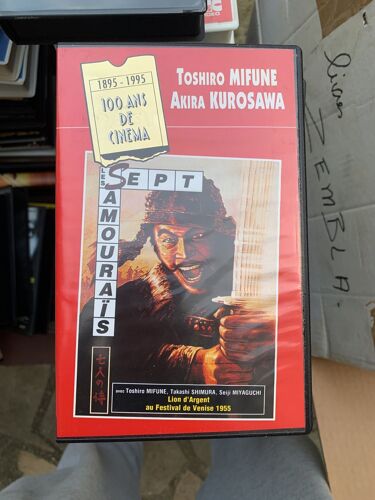 1895-1995
100 ANS
DE
CINEMA
TOSHIRO MIFUNE
AKIRA KUROSAWA
LES SEPT
SAMOURAÏS
七人の侍
avec Toshiro MIFUNE, Takashi SHIMURA, Seiji MIYAGUCHI
Lion d'Argent
au Festival de Venise 1955
ZEMBLA